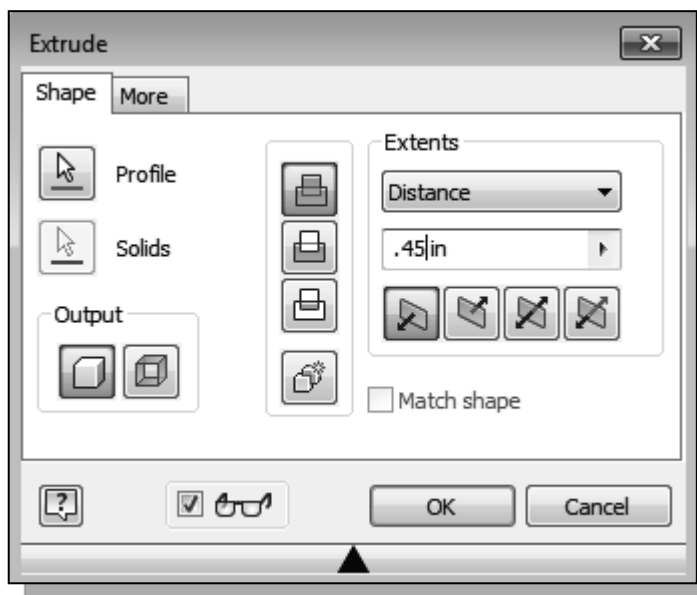 Extrude
Shape More
Profile
Solids
Output
Extents
Distance
.45in
Match shape
?
OK Cancel